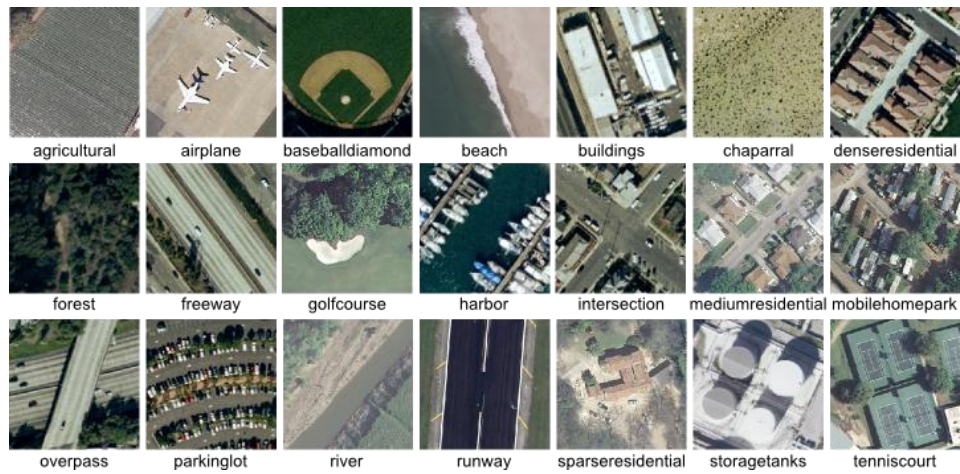 agricultural airplane baseballdiamond beach buildings chaparral denseresidential
forest freeway golfcourse harbor intersection mediumresidential mobilehomepark
overpass parkinglot river runway sparseresidential storagetanks tenniscourt